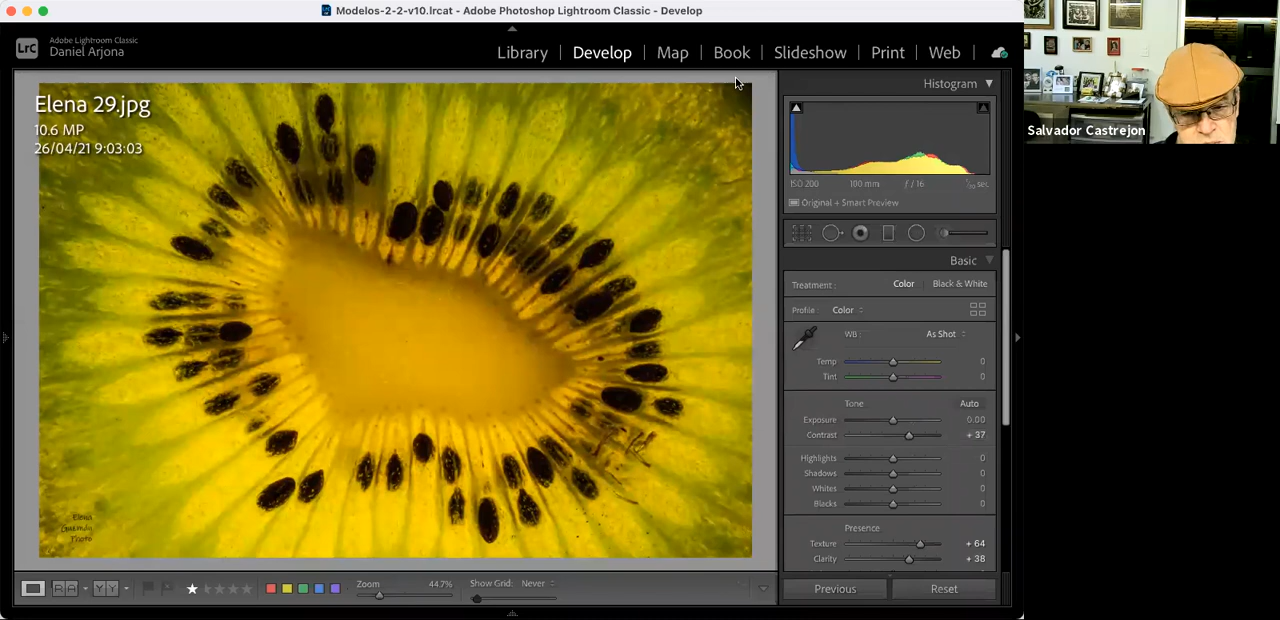 Modelos-2-2-v10.lrcat - Adobe Photoshop Lightroom Classic - Develop
LrC
Adobe Lightroom Classic
Daniel Arjona
Library | Develop | Map | Book | Slideshow | Print | Web
Elena 29.jpg
10.6 MP
26/04/21 9:03:03
Histogram
ISO 200 100 mm f / 16
Original + Smart Preview
Basic
Treatment : Color | Black & White
Profile : Color
WB : As Shot
Temp 0
Tint 0
Tone Auto
Exposure 0.00
Contrast + 37
Highlights 0
Shadows 0
Whites 0
Blacks 0
Presence
Texture + 64
Clarity + 38
Previous Reset
Elena
Photo
R A Y Y Zoom 44.7% Show Grid: Never
Salvador Castrejon